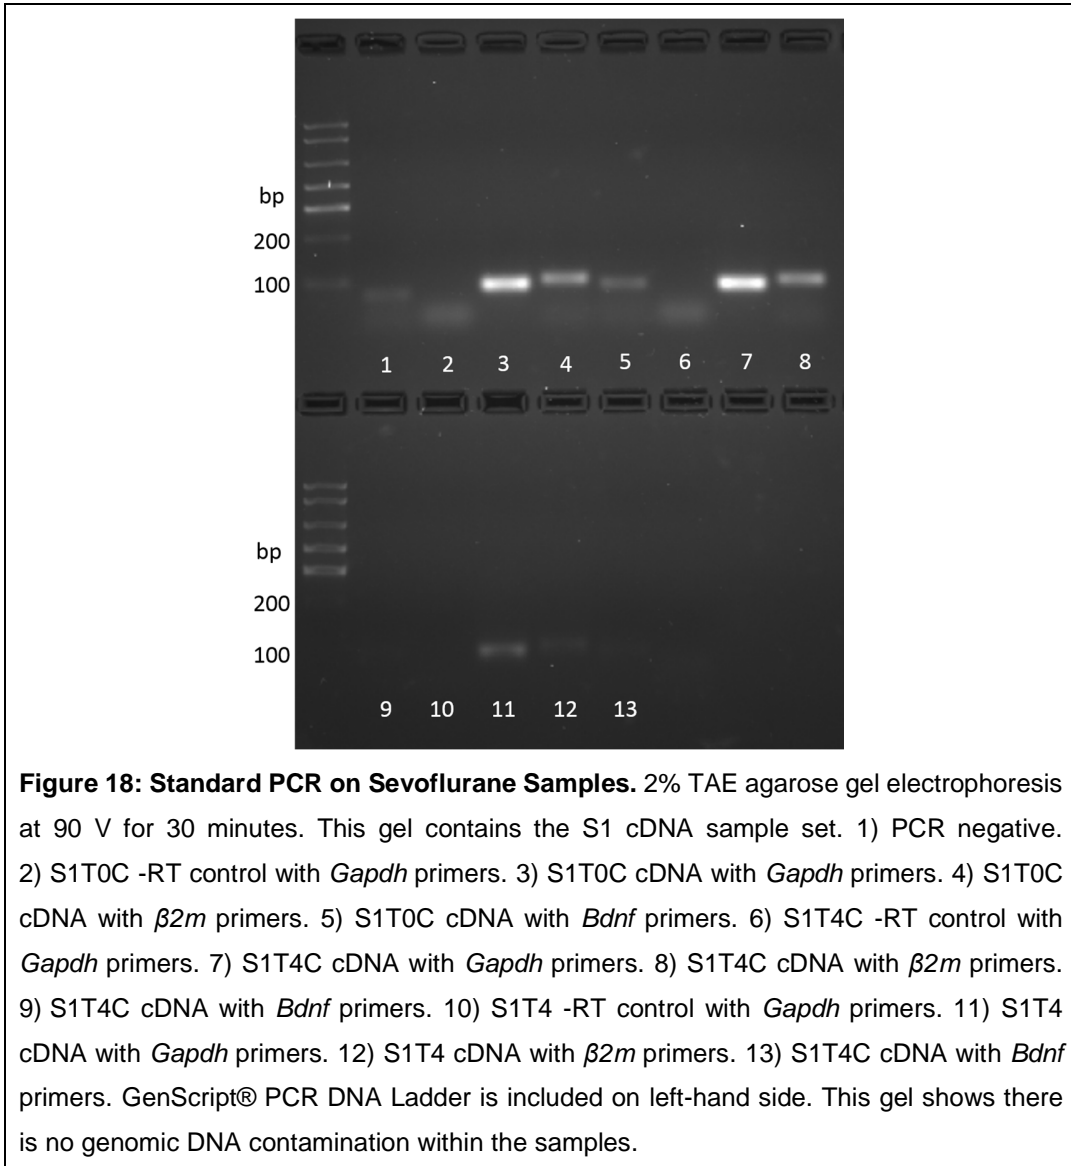 bp
200
100
1 2 3 4 5 6 7 8
bp
200
100
9 10 11 12 13
Figure 18: Standard PCR on Sevoflurane Samples. 2% TAE agarose gel electrophoresis
at 90 V for 30 minutes. This gel contains the S1 cDNA sample set. 1) PCR negative.
2) S1T0C -RT control with Gapdh primers. 3) S1T0C cDNA with Gapdh primers. 4) S1T0C
cDNA with β2m primers. 5) S1T0C cDNA with Bdnf primers. 6) S1T4C -RT control with
Gapdh primers. 7) S1T4C cDNA with Gapdh primers. 8) S1T4C cDNA with β2m primers.
9) S1T4C cDNA with Bdnf primers. 10) S1T4 -RT control with Gapdh primers. 11) S1T4
cDNA with Gapdh primers. 12) S1T4 cDNA with β2m primers. 13) S1T4C cDNA with Bdnf
primers. GenScript® PCR DNA Ladder is included on left-hand side. This gel shows there
is no genomic DNA contamination within the samples.